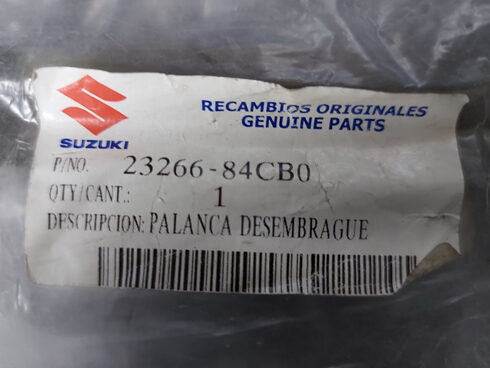 RECAMBIOS ORIGINALES
GENUINE PARTS
SUZUKI
P/NO. 23266-84CB0
QTY/CANT.: 1
DESCRIPCION: PALANCA DESEMBRAGUE